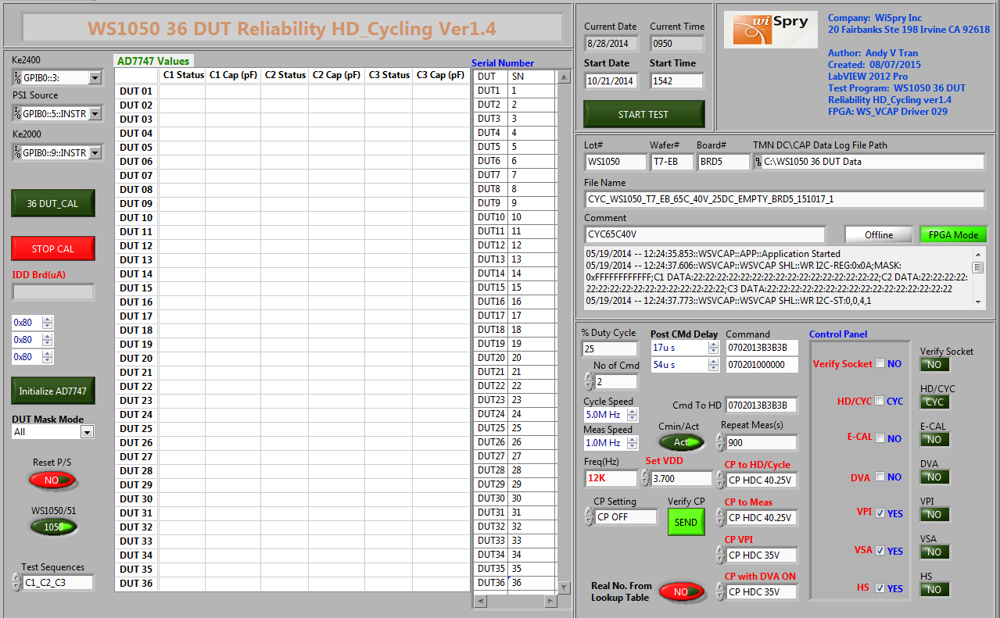 WS1050 36 DUT Reliability HD_Cycling Ver1.4
Ke2400
GPIB0::3:
PS1 Source
GPIB0::5::INSTR
Ke2000
GPIB0::9::INSTR
36 DUT_CAL
STOP CAL
IDD Brd(uA)
0x80
0x80
0x80
Initialize AD7747
DUT Mask Mode
All
Reset P/S
NO
WS1050/51
1050
Test Sequences
C1_C2_C3
AD7747 Values
C1 Status C1 Cap (pF) C2 Status C2 Cap (pF) C3 Status C3 Cap (pF)
DUT 01
DUT 02
DUT 03
DUT 04
DUT 05
DUT 06
DUT 07
DUT 08
DUT 09
DUT 10
DUT 11
DUT 12
DUT 13
DUT 14
DUT 15
DUT 16
DUT 17
DUT 18
DUT 19
DUT 20
DUT 21
DUT 22
DUT 23
DUT 24
DUT 25
DUT 26
DUT 27
DUT 28
DUT 29
DUT 30
DUT 31
DUT 32
DUT 33
DUT 34
DUT 35
DUT 36
Serial Number
DUT SN
DUT1 1
DUT2 2
DUT3 3
DUT4 4
DUT5 5
DUT6 6
DUT7 7
DUT8 8
DUT9 9
DUT10 10
DUT11 11
DUT12 12
DUT13 13
DUT14 14
DUT15 15
DUT16 16
DUT17 17
DUT18 18
DUT19 19
DUT20 20
DUT21 21
DUT22 22
DUT23 23
DUT24 24
DUT25 25
DUT26 26
DUT27 27
DUT28 28
DUT29 29
DUT30 30
DUT31 31
DUT32 32
DUT33 33
DUT34 34
DUT35 35
DUT36 36
Current Date Current Time
8/28/2014 0950
Start Date Start Time
10/21/2014 1542
START TEST
wiSpry
Company: WiSpry Inc
20 Fairbanks Ste 198 Irvine CA 92618
Author: Andy V Tran
Created: 08/07/2015
LabVIEW 2012 Pro
Test Program: WS1050 36 DUT
Reliability HD_Cycling ver1.4
FPGA: WS_VCAP Driver 029
Lot# Wafer# Board# TMN DC\CAP Data Log File Path
WS1050 T7-EB BRD5 C:\WS1050 36 DUT Data
File Name
CYC_WS1050_T7_EB_65C_40V_25DC_EMPTY_BRD5_151017_1
Comment
CYC65C40V Offline FPGA Mode
05/19/2014 -- 12:24:35.853::WSVCAP::APP::Application Started
05/19/2014 -- 12:24:37.606::WSVCAP::WSVCAP SHL::WR I2C-REG:0x0A;MASK:
0xFFFFFFFFFFFF;C1 DATA:22:22:22:22:22:22:22:22:22:22:22:22:22:22:22:22;C2 DATA:22:22:22:22:
22:22:22:22:22:22:22:22:22:22:22:22;C3 DATA:22:22:22:22:22:22:22:22:22:22:22:22:22:22:22:22
05/19/2014 -- 12:24:37.773::WSVCAP::WSVCAP SHL::WR I2C-ST:0,0,4,1
% Duty Cycle Post CMd Delay Command
25 17u s 0702013B3B3B
54u s 070201000000
No of Cmd
2
Cycle Speed
5.0M Hz
Cmd To HD 0702013B3B3B
Meas Speed
1.0M Hz
Cmin/Act
Act
Repeat Meas(s)
900
Freq(Hz)
12K
Set VDD
3.700
CP to HD/Cycle
CP HDC 40.25V
CP Setting
CP OFF
Verify CP
SEND
CP to Meas
CP HDC 40.25V
CP VPI
CP HDC 35V
CP with DVA ON
CP HDC 35V
Real No. From
Lookup Table
NO
Control Panel
Verify Socket NO
HD/CYC CYC
E-CAL NO
DVA NO
VPI YES
VSA YES
HS YES
Verify Socket
NO
HD/CYC
CYC
E-CAL
NO
DVA
NO
VPI
NO
VSA
NO
HS
NO